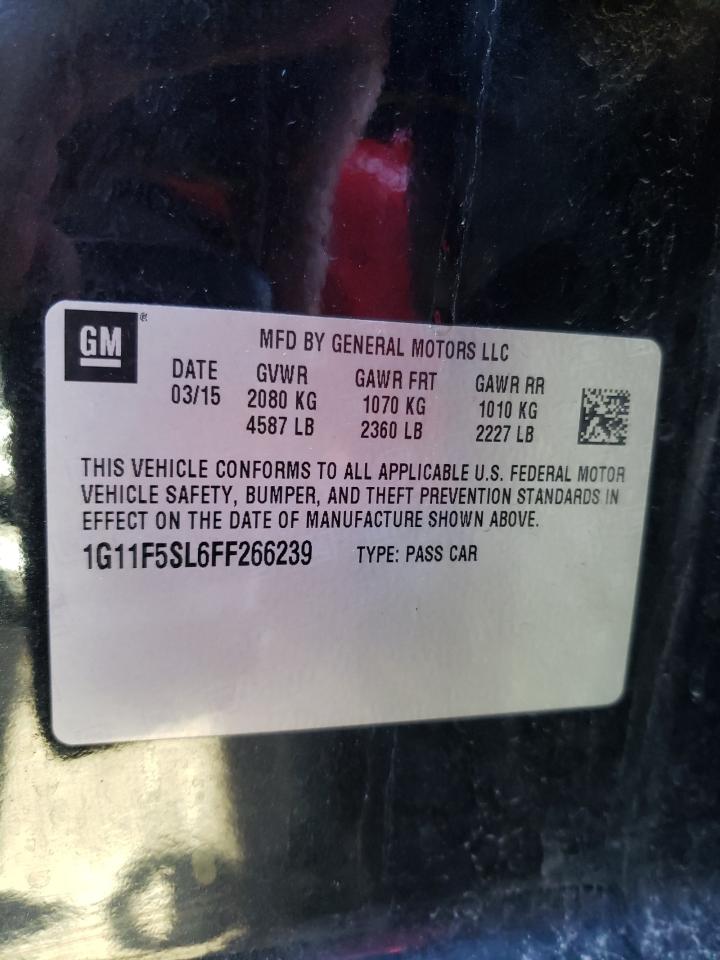 GM®
MFD BY GENERAL MOTORS LLC
DATE GVWR GAWR FRT GAWR RR
03/15 2080 KG 1070 KG 1010 KG
4587 LB 2360 LB 2227 LB
THIS VEHICLE CONFORMS TO ALL APPLICABLE U.S. FEDERAL MOTOR
VEHICLE SAFETY, BUMPER, AND THEFT PREVENTION STANDARDS IN
EFFECT ON THE DATE OF MANUFACTURE SHOWN ABOVE.
1G11F5SL6FF266239 TYPE: PASS CAR